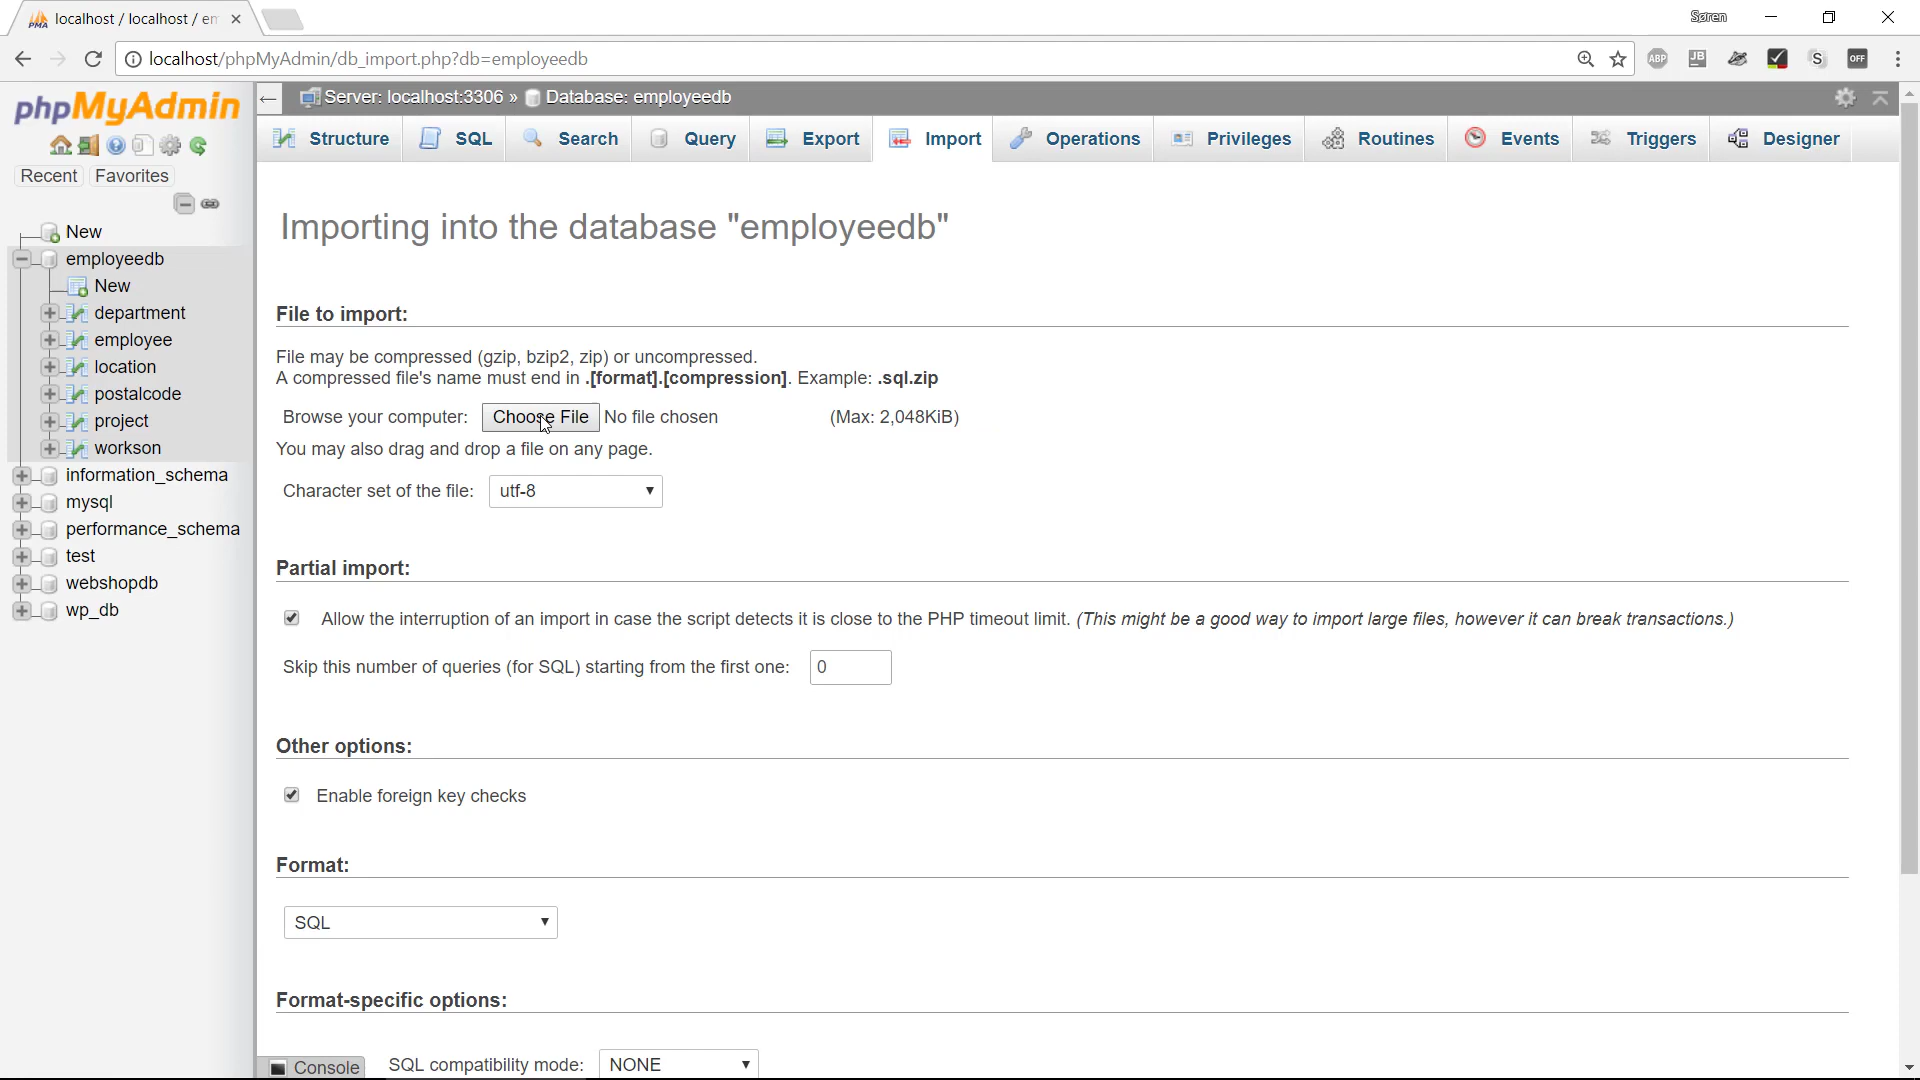 localhost / localhost / em
Søren
localhost/phpMyAdmin/db_import.php?db=employeedb
ABP
JB
S
OFF
phpMyAdmin
Recent
Favorites
New
employeedb
New
department
employee
location
postalcode
project
workson
information_schema
mysql
performance_schema
test
webshopdb
wp_db
Server: localhost:3306 » Database: employeedb
Structure SQL Search Query Export Import Operations Privileges Routines Events Triggers Designer
Importing into the database "employeedb"
File to import:
File may be compressed (gzip, bzip2, zip) or uncompressed.
A compressed file's name must end in .[format].[compression]. Example: .sql.zip
Browse your computer: Choose File No file chosen (Max: 2,048KiB)
You may also drag and drop a file on any page.
Character set of the file: utf-8
Partial import:
Allow the interruption of an import in case the script detects it is close to the PHP timeout limit. (This might be a good way to import large files, however it can break transactions.)
Skip this number of queries (for SQL) starting from the first one: 0
Other options:
Enable foreign key checks
Format:
SQL
Format-specific options:
Console
SQL compatibility mode: NONE